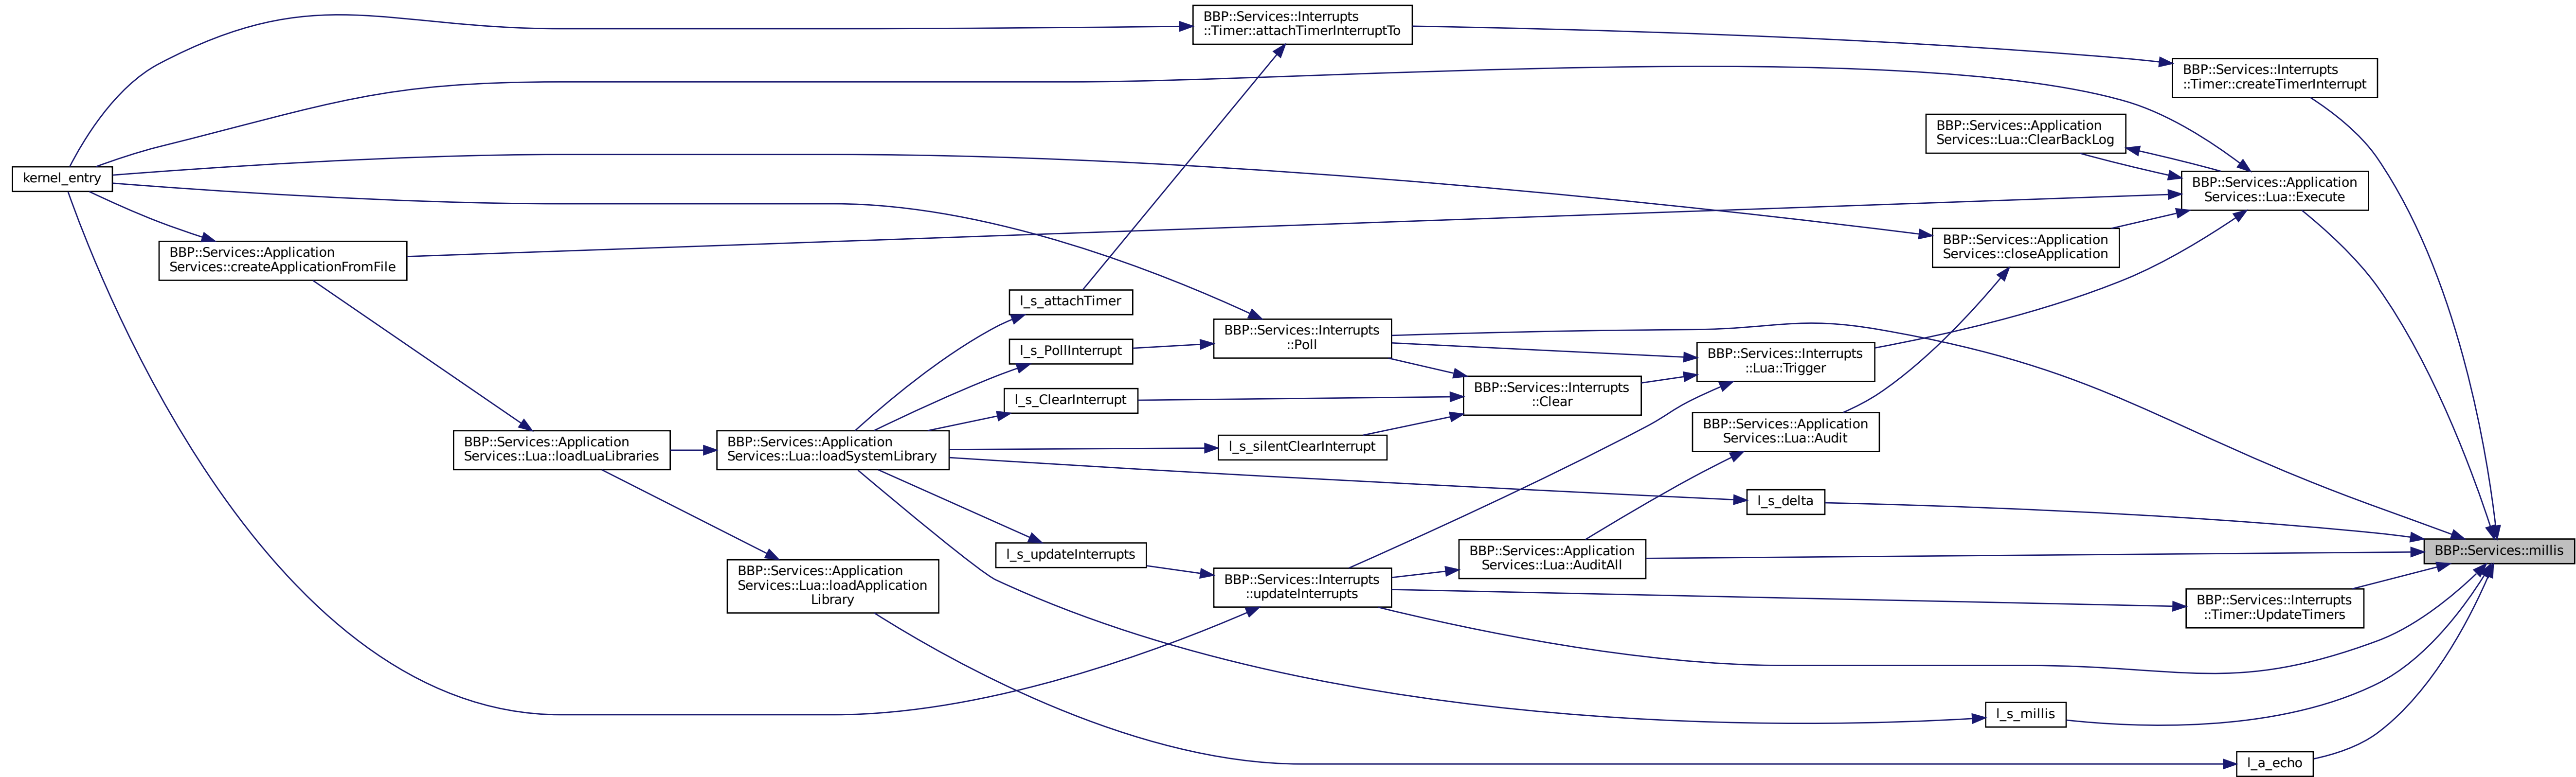 BBP::Services::Interrupts
::Timer::attachTimerInterruptTo
BBP::Services::Interrupts
::Timer::createTimerInterrupt
BBP::Services::Application
Services::Lua::ClearBackLog
kernel_entry
BBP::Services::Application
Services::Lua::Execute
BBP::Services::Application
Services::createApplicationFromFile
BBP::Services::Application
Services::closeApplication
l_s_attachTimer
BBP::Services::Interrupts
::Poll
l_s_PollInterrupt
BBP::Services::Interrupts
::Lua::Trigger
BBP::Services::Interrupts
::Clear
l_s_ClearInterrupt
BBP::Services::Application
Services::Lua::Audit
BBP::Services::Application
Services::Lua::loadLuaLibraries
BBP::Services::Application
Services::Lua::loadSystemLibrary
l_s_silentClearInterrupt
l_s_delta
l_s_updateInterrupts
BBP::Services::Application
Services::Lua::AuditAll
BBP::Services::millis
BBP::Services::Application
Services::Lua::loadApplication
Library
BBP::Services::Interrupts
::updateInterrupts
BBP::Services::Interrupts
::Timer::UpdateTimers
l_s_millis
l_a_echo